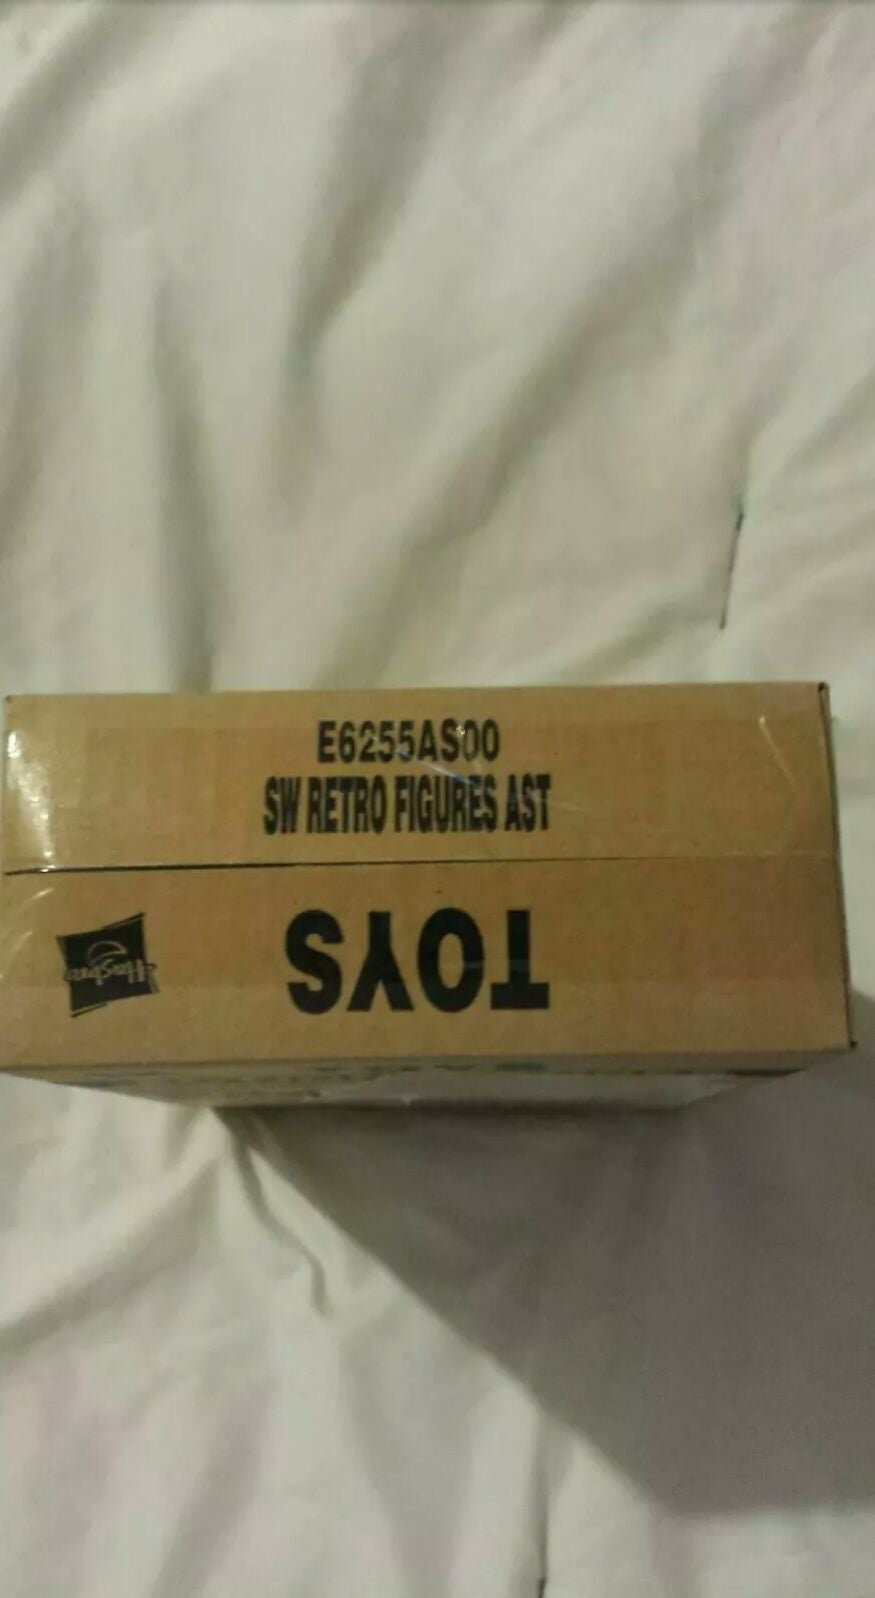 E6255AS00
SW RETRO FIGURES AST
TOYS
Hasbro